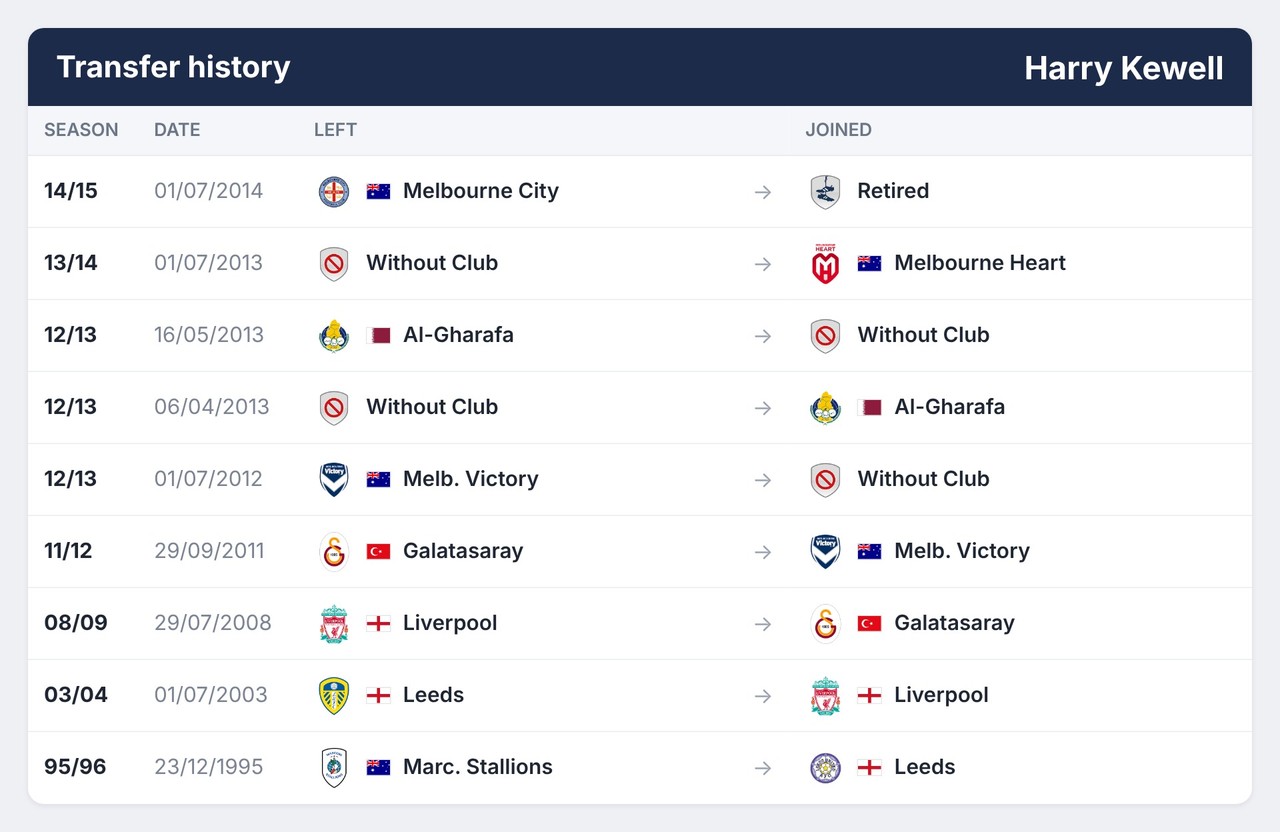 Transfer history Harry Kewell
SEASON DATE LEFT JOINED
14/15 01/07/2014 Melbourne City → Retired
13/14 01/07/2013 Without Club → Melbourne Heart
12/13 16/05/2013 Al-Gharafa → Without Club
12/13 06/04/2013 Without Club → Al-Gharafa
12/13 01/07/2012 Melb. Victory → Without Club
11/12 29/09/2011 Galatasaray → Melb. Victory
08/09 29/07/2008 Liverpool → Galatasaray
03/04 01/07/2003 Leeds → Liverpool
95/96 23/12/1995 Marc. Stallions → Leeds